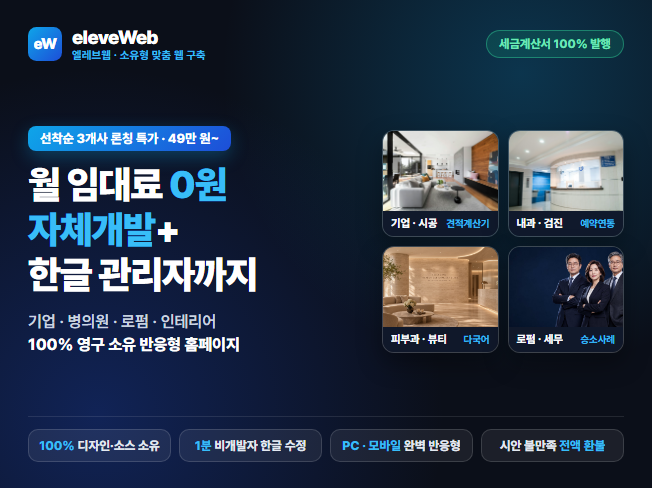 eW
eleveWeb
엘레브웹 · 소유형 맞춤 웹 구축
세금계산서 100% 발행
선착순 3개사 론칭 특가 · 49만 원~
월 임대료 0원
자체개발+
한글 관리자까지
기업 · 병의원 · 로펌 · 인테리어
100% 영구 소유 반응형 홈페이지
기업 · 시공 견적계산기
내과 · 검진 예약연동
피부과 · 뷰티 다국어
로펌 · 세무 승소사례
100% 디자인·소스 소유
1분 비개발자 한글 수정
PC · 모바일 완벽 반응형
시안 불만족 전액 환불